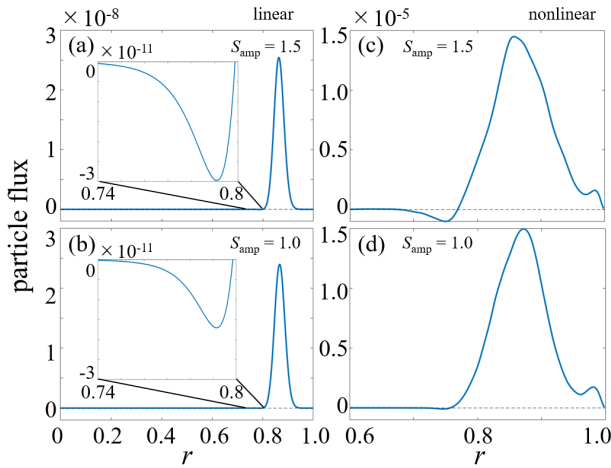 ×10⁻⁸ linear ×10⁻⁵ nonlinear
3 (a) ×10⁻¹¹ S_amp = 1.5
0
2
1
-3
0.74 0.8
0
1.5 (c) S_amp = 1.5
1.0
0.5
0
particle flux
3 (b) ×10⁻¹¹ S_amp = 1.0
0
2
1
-3
0.74 0.8
0
0 0.2 0.4 0.6 0.8 1.0
r
1.5 (d) S_amp = 1.0
1.0
0.5
0
0.6 0.8 1.0
r